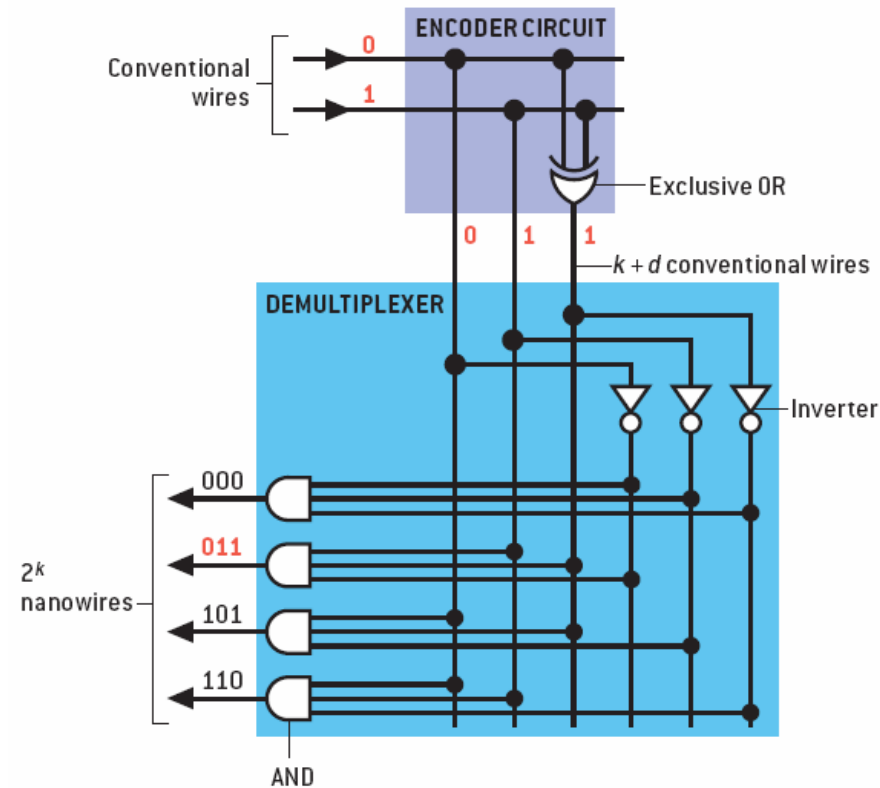 ENCODER CIRCUIT
Conventional
wires
0
1
Exclusive OR
0 1 1
k + d conventional wires
DEMULTIPLEXER
Inverter
000
011
101
110
2ᵏ
nanowires
AND